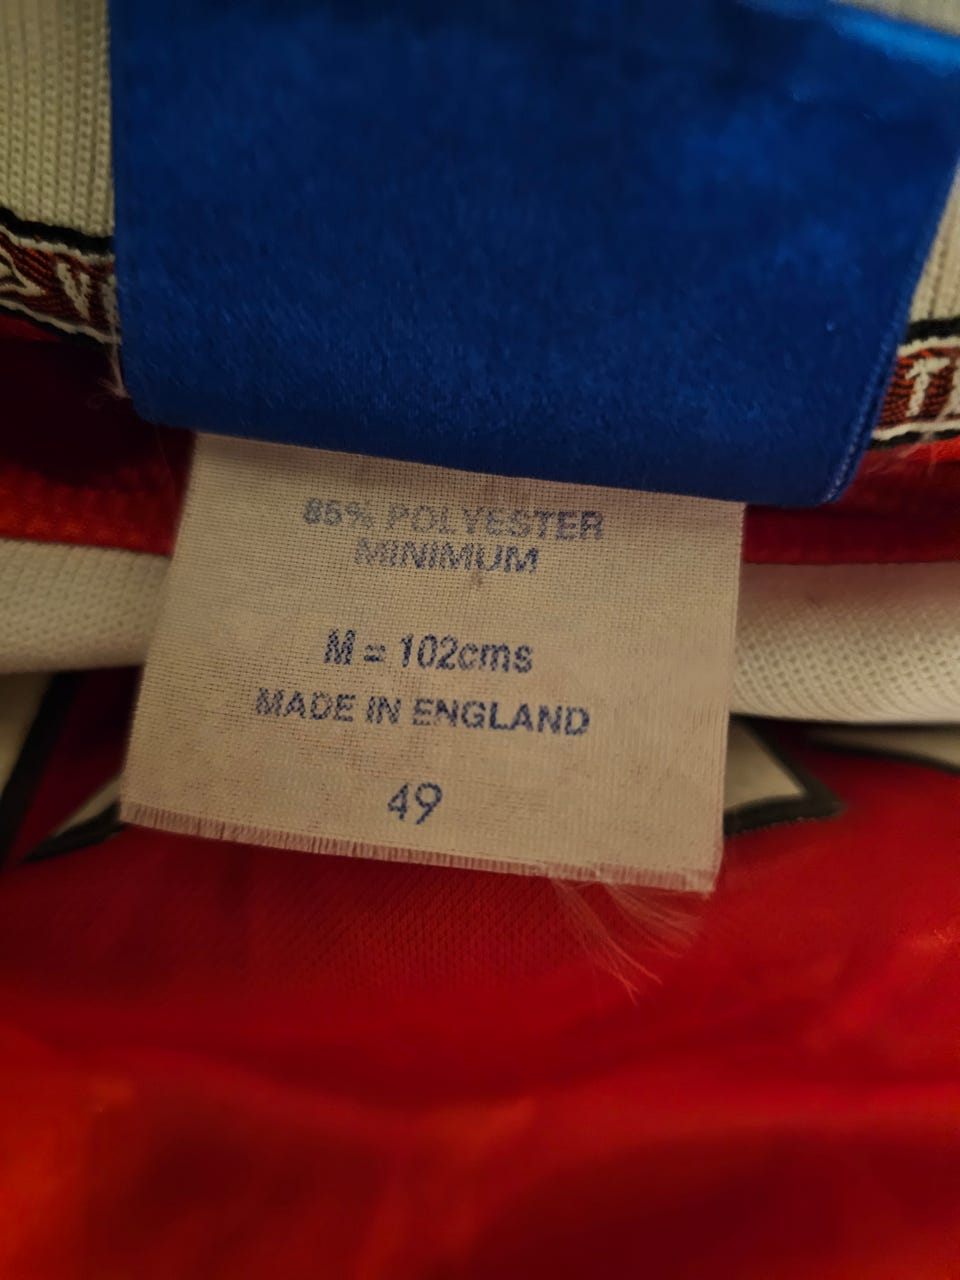 85% POLYESTER
MINIMUM
M = 102cms
MADE IN ENGLAND
49